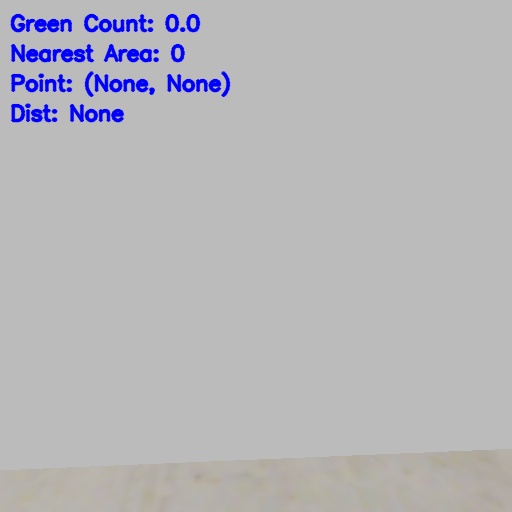 Green Count: 0.0
Nearest Area: 0
Point: (None, None)
Dist: None